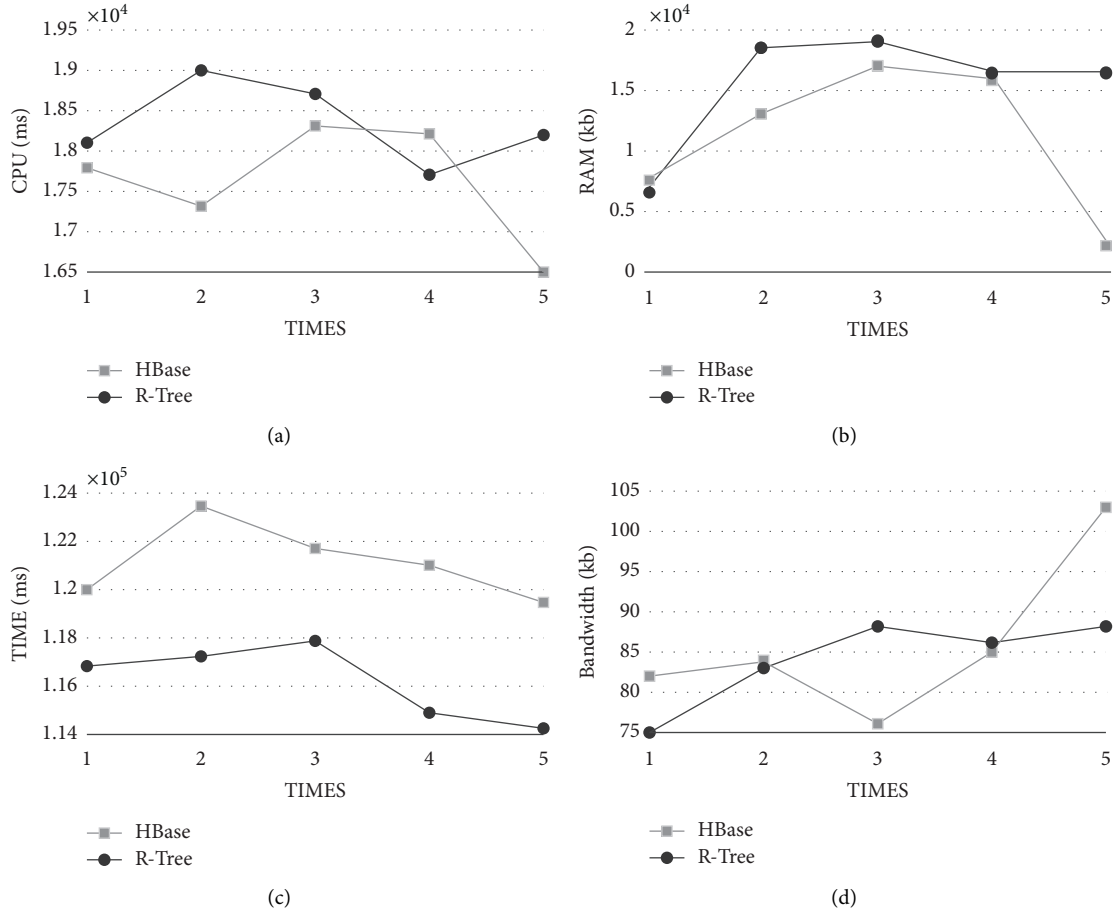 ×10⁴
1.95
1.9
1.85
1.8
1.75
1.7
1.65
CPU (ms)
1 2 3 4 5
TIMES
HBase
R-Tree
(a)
×10⁴
2
1.5
1
0.5
0
RAM (kb)
1 2 3 4 5
TIMES
HBase
R-Tree
(b)
×10⁵
1.24
1.22
1.2
1.18
1.16
1.14
TIME (ms)
1 2 3 4 5
TIMES
HBase
R-Tree
(c)
105
100
95
90
85
80
75
Bandwidth (kb)
1 2 3 4 5
TIMES
HBase
R-Tree
(d)